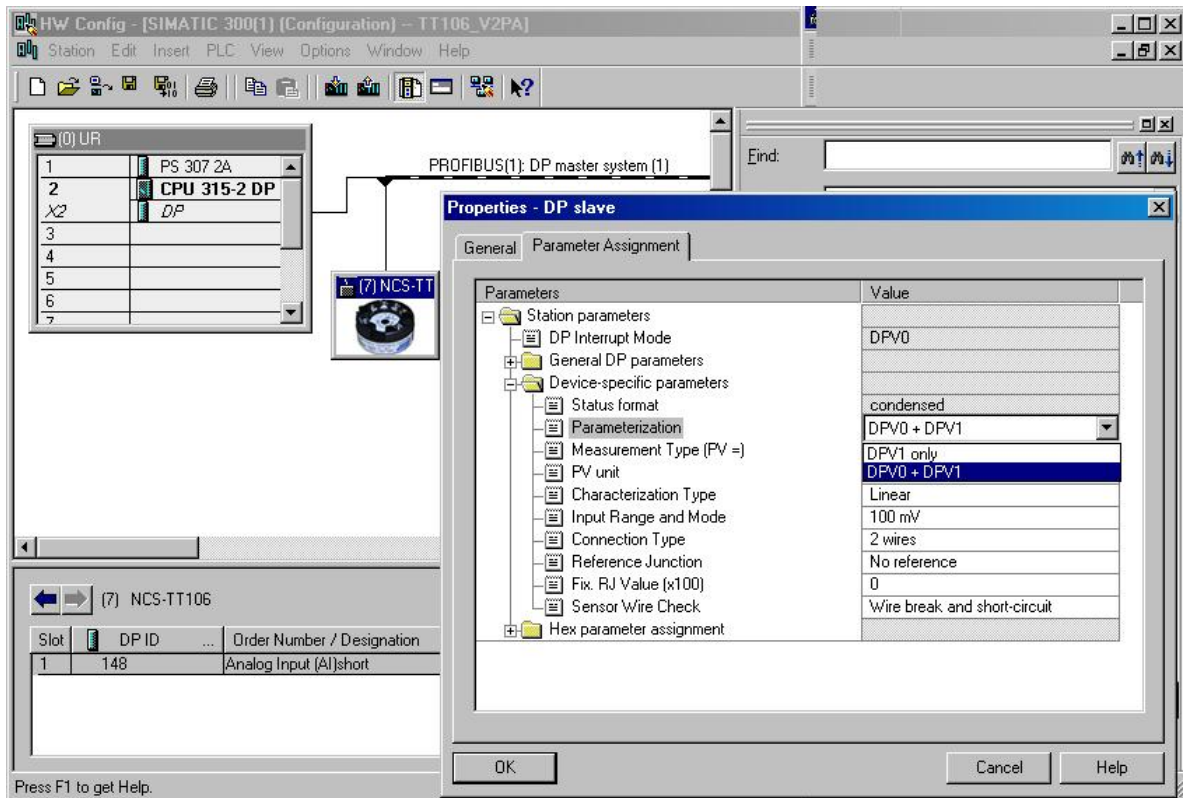 HW Config - [SIMATIC 300(1) (Configuration) -- TT106_V2PA]
Station Edit Insert PLC View Options Window Help
(0) UR
1 PS 307 2A
2 CPU 315-2 DP
X2 DP
3
4
5
6
7
PROFIBUS(1): DP master system (1)
(7) NCS-TT
Find:
Properties - DP slave
General Parameter Assignment
Parameters Value
Station parameters
DP Interrupt Mode DPV0
General DP parameters
Device-specific parameters
Status format condensed
Parameterization DPV0 + DPV1
Measurement Type (PV =) DPV1 only
PV unit DPV0 + DPV1
Characterization Type Linear
Input Range and Mode 100 mV
Connection Type 2 wires
Reference Junction No reference
Fix. RJ Value (x100) 0
Sensor Wire Check Wire break and short-circuit
Hex parameter assignment
OK Cancel Help
(7) NCS-TT106
Slot DP ID ... Order Number / Designation
1 148 Analog Input (AI)short
Press F1 to get Help.